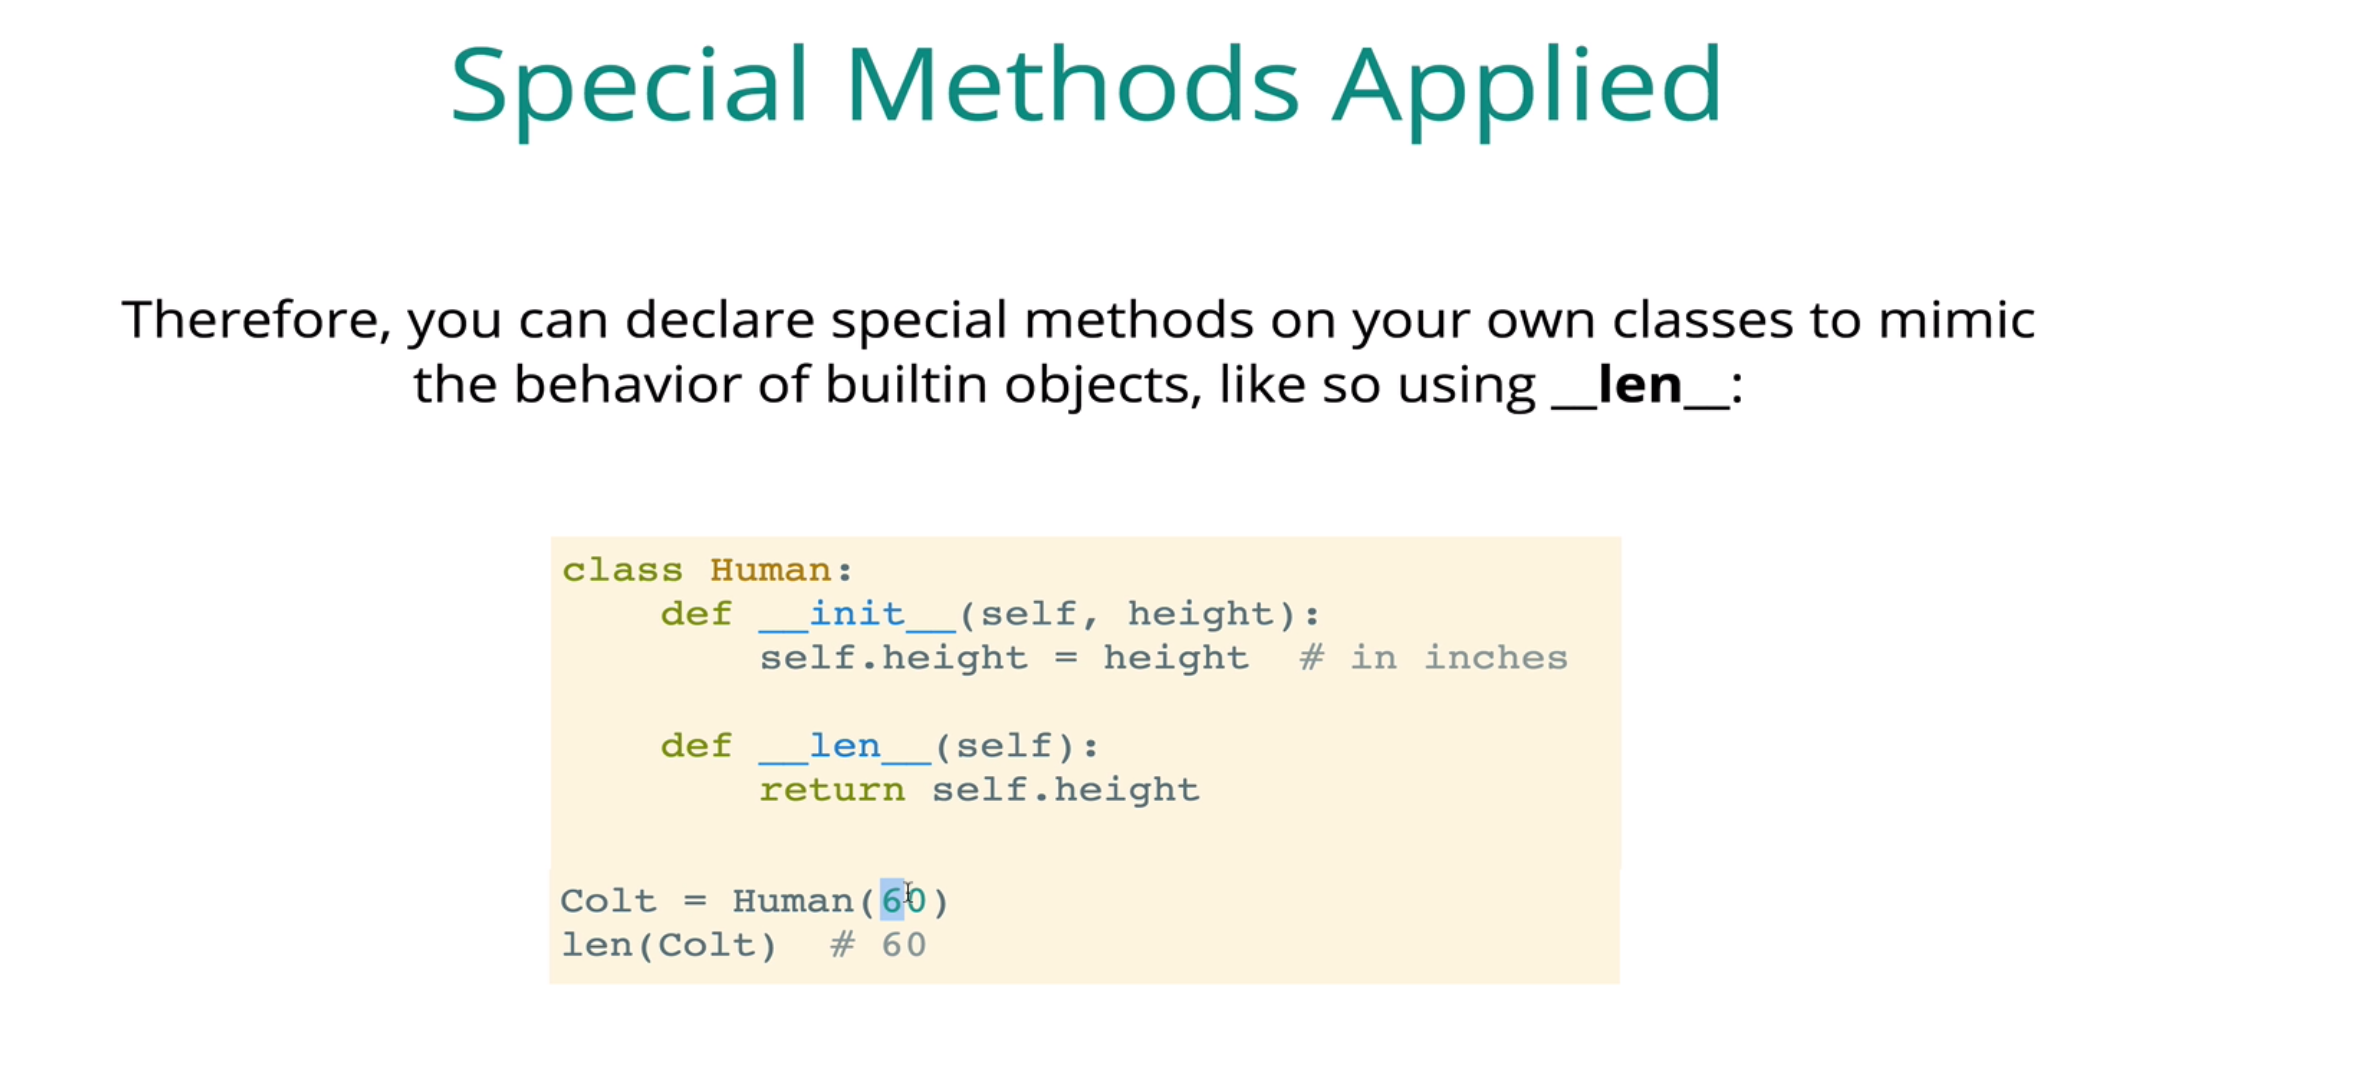 Special Methods Applied
Therefore, you can declare special methods on your own classes to mimic
the behavior of builtin objects, like so using __len__:
class Human:
    def __init__(self, height):
        self.height = height  # in inches
    def __len__(self):
        return self.height
Colt = Human(60)
len(Colt)  # 60